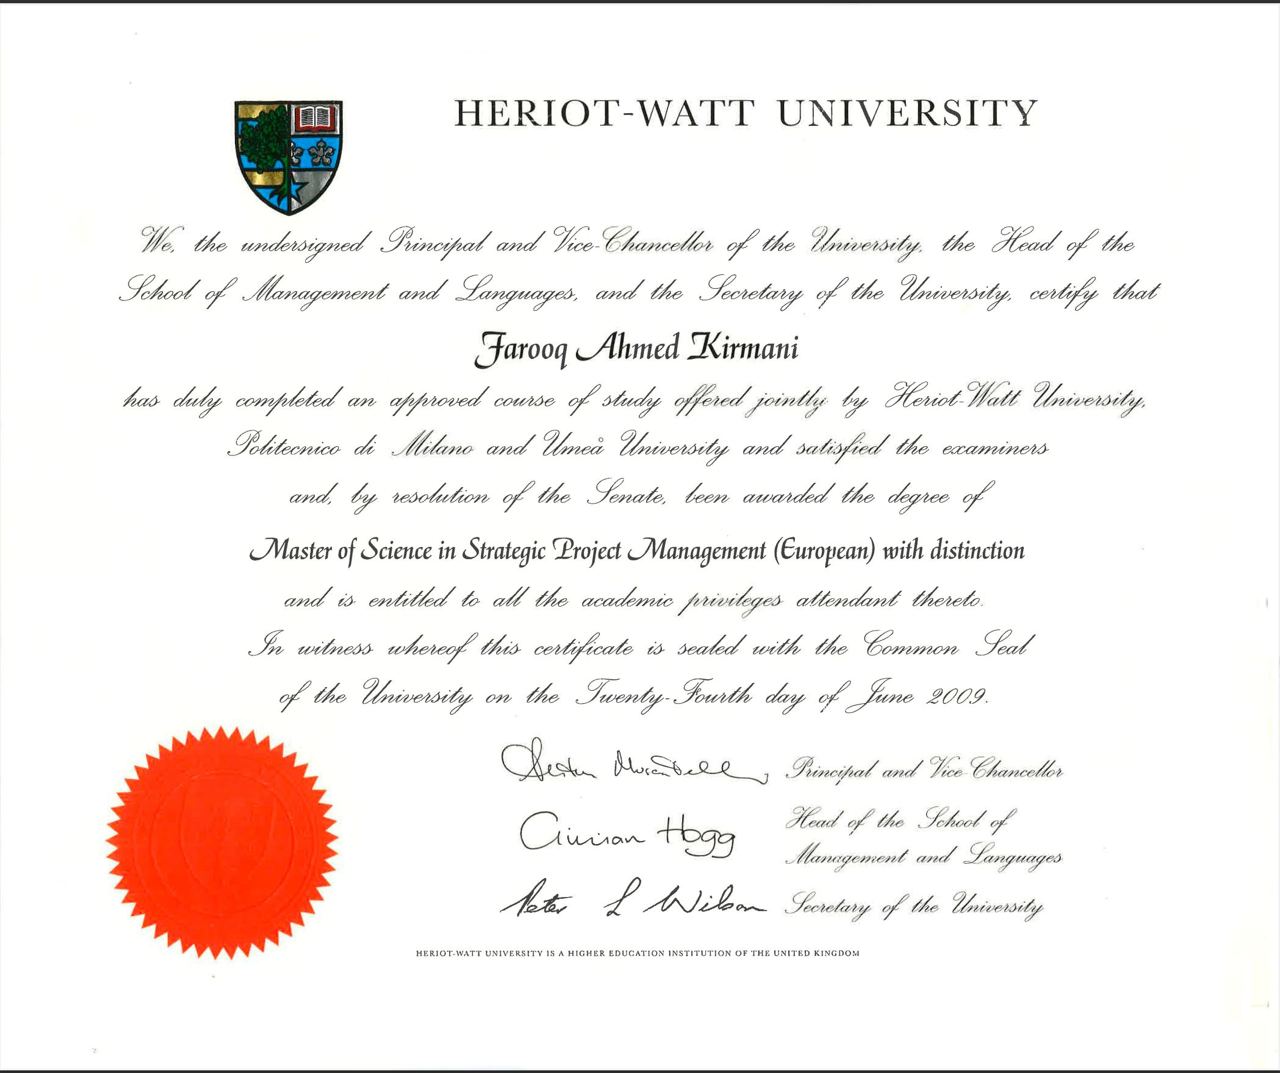 HERIOT-WATT UNIVERSITY
We, the undersigned Principal and Vice-Chancellor of the University, the Head of the
School of Management and Languages, and the Secretary of the University, certify that
Farooq Ahmed Kirmani
has duly completed an approved course of study offered jointly by Heriot-Watt University,
Politecnico di Milano and Umeå University and satisfied the examiners
and, by resolution of the Senate, been awarded the degree of
Master of Science in Strategic Project Management (European) with distinction
and is entitled to all the academic privileges attendant thereto.
In witness whereof this certificate is sealed with the Common Seal
of the University on the Twenty-Fourth day of June 2009.
Principal and Vice-Chancellor
Hogg
Head of the School of
Management and Languages
Peter L Wilson
Secretary of the University
HERIOT-WATT UNIVERSITY IS A HIGHER EDUCATION INSTITUTION OF THE UNITED KINGDOM